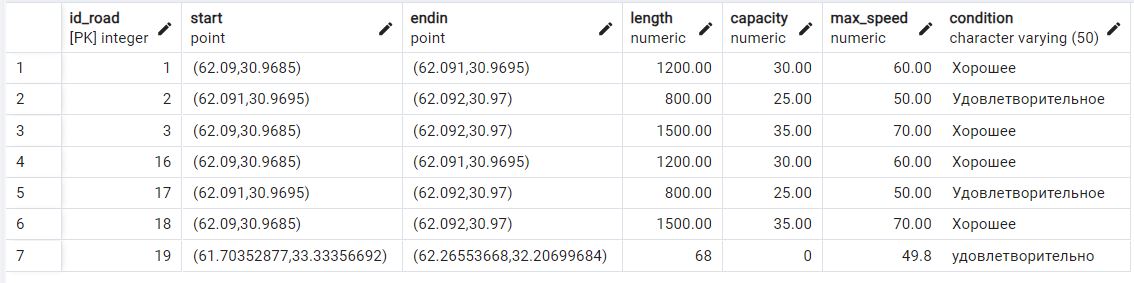 id_road start endin length capacity max_speed condition
[PK] integer point point numeric numeric numeric character varying (50)
1 1 (62.09,30.9685) (62.091,30.9695) 1200.00 30.00 60.00 Хорошее
2 2 (62.091,30.9695) (62.092,30.97) 800.00 25.00 50.00 Удовлетворительное
3 3 (62.09,30.9685) (62.092,30.97) 1500.00 35.00 70.00 Хорошее
4 16 (62.09,30.9685) (62.091,30.9695) 1200.00 30.00 60.00 Хорошее
5 17 (62.091,30.9695) (62.092,30.97) 800.00 25.00 50.00 Удовлетворительное
6 18 (62.09,30.9685) (62.092,30.97) 1500.00 35.00 70.00 Хорошее
7 19 (61.70352877,33.33356692) (62.26553668,32.20699684) 68 0 49.8 удовлетворительно